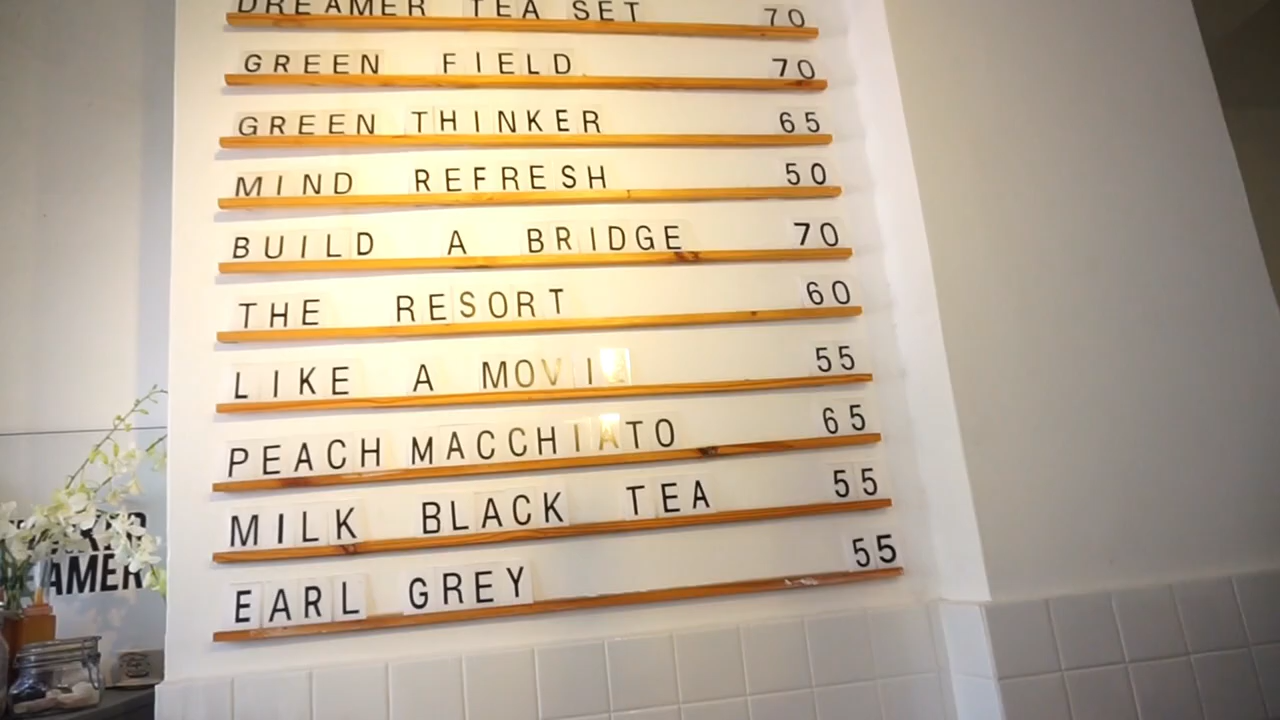 DREAMER TEA SET 70
GREEN FIELD 70
GREEN THINKER 65
MIND REFRESH 50
BUILD A BRIDGE 70
THE RESORT 60
LIKE A MOVIE 55
PEACH MACCHIATO 65
MILK BLACK TEA 55
EARL GREY 55